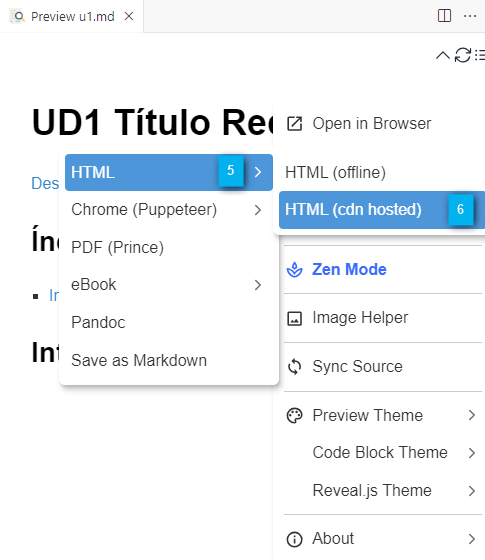 Preview u1.md
UD1 Título Rec
Open in Browser
HTML 5
HTML (offline)
Des
Chrome (Puppeteer)
HTML (cdn hosted) 6
Índ
PDF (Prince)
Zen Mode
eBook
In
Image Helper
Pandoc
Int
Save as Markdown
Sync Source
Preview Theme
Code Block Theme
Reveal.js Theme
About